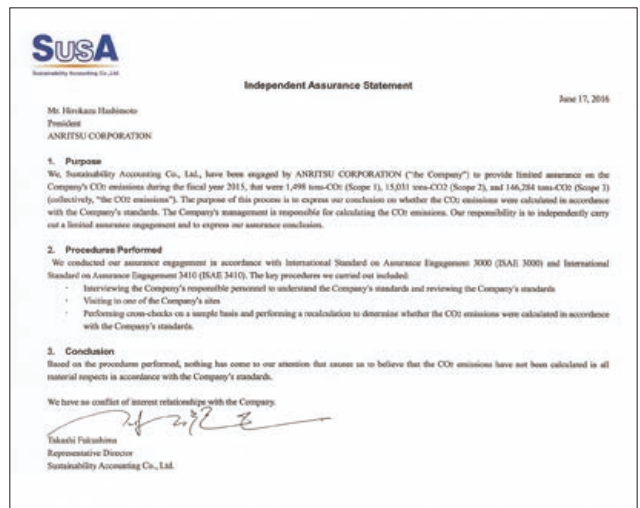 SusA
Sustainability Accounting Co., Ltd.
Independent Assurance Statement
June 17, 2016
Mr. Hirokazu Hashimoto
President
ANRITSU CORPORATION
1. Purpose
We, Sustainability Accounting Co., Ltd., have been engaged by ANRITSU CORPORATION (“the Company”) to provide limited assurance on the
Company's CO2 emissions during the fiscal year 2015, that were 1,498 tons-CO2 (Scope 1), 15,031 tons-CO2 (Scope 2), and 146,284 tons-CO2 (Scope 3)
(collectively, “the CO2 emissions”). The purpose of this process is to express our conclusion on whether the CO2 emissions were calculated in accordance
with the Company's standards. The Company's management is responsible for calculating the CO2 emissions. Our responsibility is to independently carry
out a limited assurance engagement and to express our assurance conclusion.
2. Procedures Performed
We conducted our assurance engagement in accordance with International Standard on Assurance Engagement 3000 (ISAE 3000) and International
Standard on Assurance Engagement 3410 (ISAE 3410). The key procedures we carried out included:
· Interviewing the Company's responsible personnel to understand the Company's standards and reviewing the Company's standards
· Visiting to one of the Company's sites
· Performing cross-checks on a sample basis and performing a recalculation to determine whether the CO2 emissions were calculated in accordance
with the Company's standards.
3. Conclusion
Based on the procedures performed, nothing has come to our attention that causes us to believe that the CO2 emissions have not been calculated in all
material respects in accordance with the Company's standards.
We have no conflict of interest relationships with the Company.
Takashi Fukushima
Representative Director
Sustainability Accounting Co., Ltd.